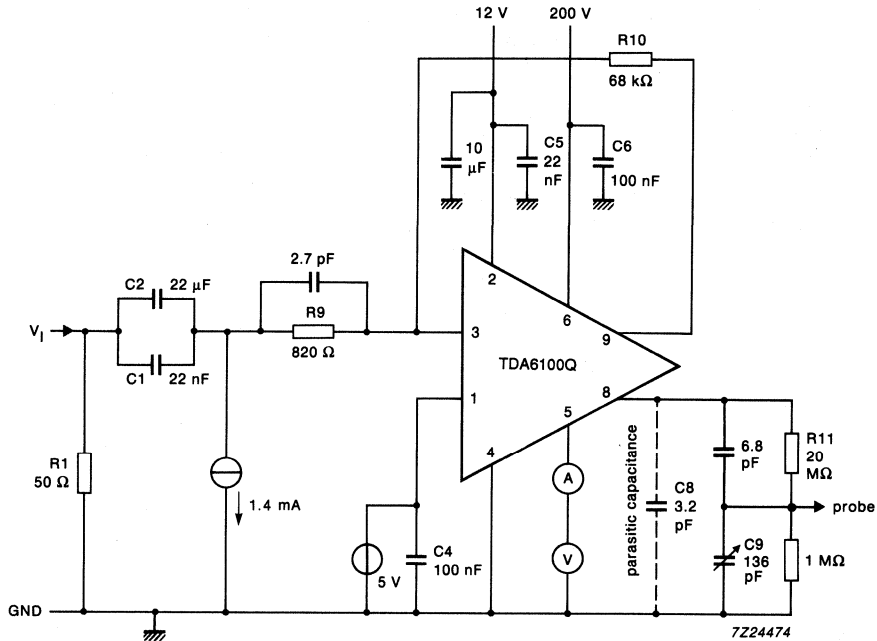 12 V
200 V
R10
68 kΩ
10
μF
C5
22
nF
C6
100 nF
2.7 pF
R9
820 Ω
C2
22 μF
V_I
C1
22 nF
2
3
6
9
TDA6100Q
1
4
5
8
R1
50 Ω
1.4 mA
A
V
5 V
C4
100 nF
parasitic capacitance
C8
3.2
pF
6.8
pF
R11
20
MΩ
probe
C9
136
pF
1 MΩ
GND
7Z24474